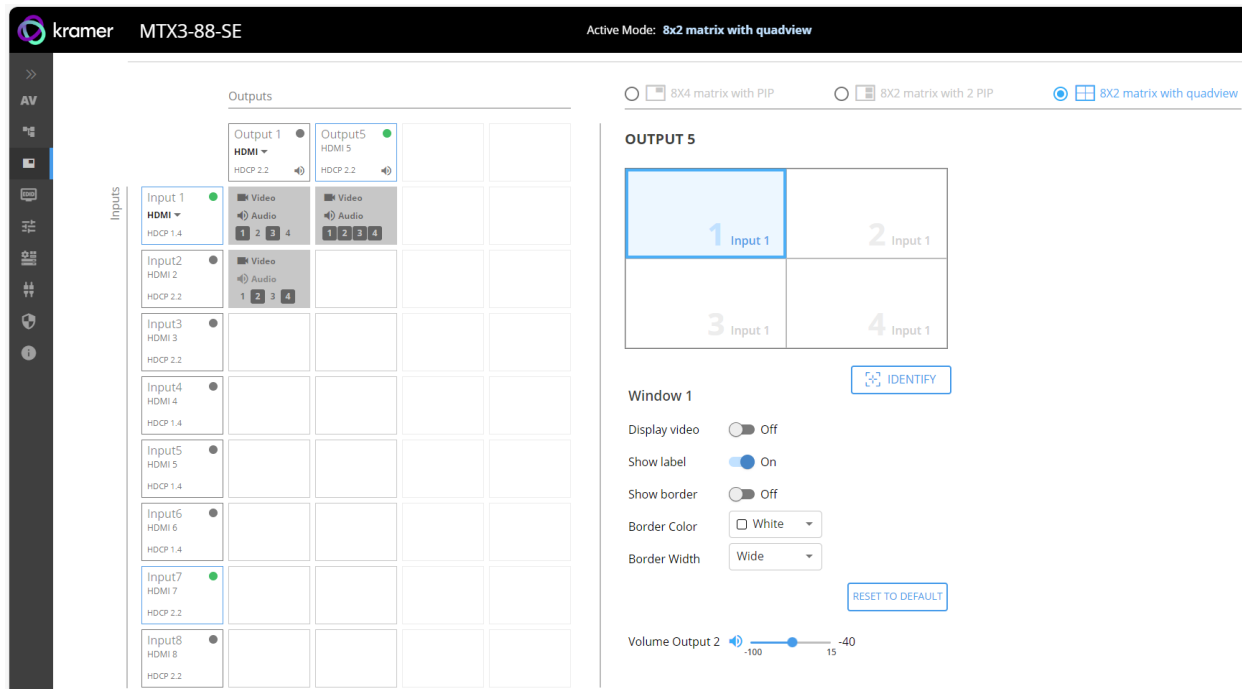 kramer MTX3-88-SE Active Mode: 8x2 matrix with quadview
AV
Outputs
Inputs
Output 1
HDMI
HDCP 2.2
Output5
HDMI 5
HDCP 2.2
Input 1
HDMI
HDCP 1.4
Video
Audio
1 2 3 4
Video
Audio
1 2 3 4
Input2
HDMI 2
HDCP 2.2
Video
Audio
1 2 3 4
Input3
HDMI 3
HDCP 2.2
Input4
HDMI 4
HDCP 1.4
Input5
HDMI 5
HDCP 1.4
Input6
HDMI 6
HDCP 1.4
Input7
HDMI 7
HDCP 2.2
Input8
HDMI 8
HDCP 2.2
8X4 matrix with PIP
8X2 matrix with 2 PIP
8X2 matrix with quadview
OUTPUT 5
1 Input 1
2 Input 1
3 Input 1
4 Input 1
IDENTIFY
Window 1
Display video Off
Show label On
Show border Off
Border Color White
Border Width Wide
RESET TO DEFAULT
Volume Output 2 -40
-100 15